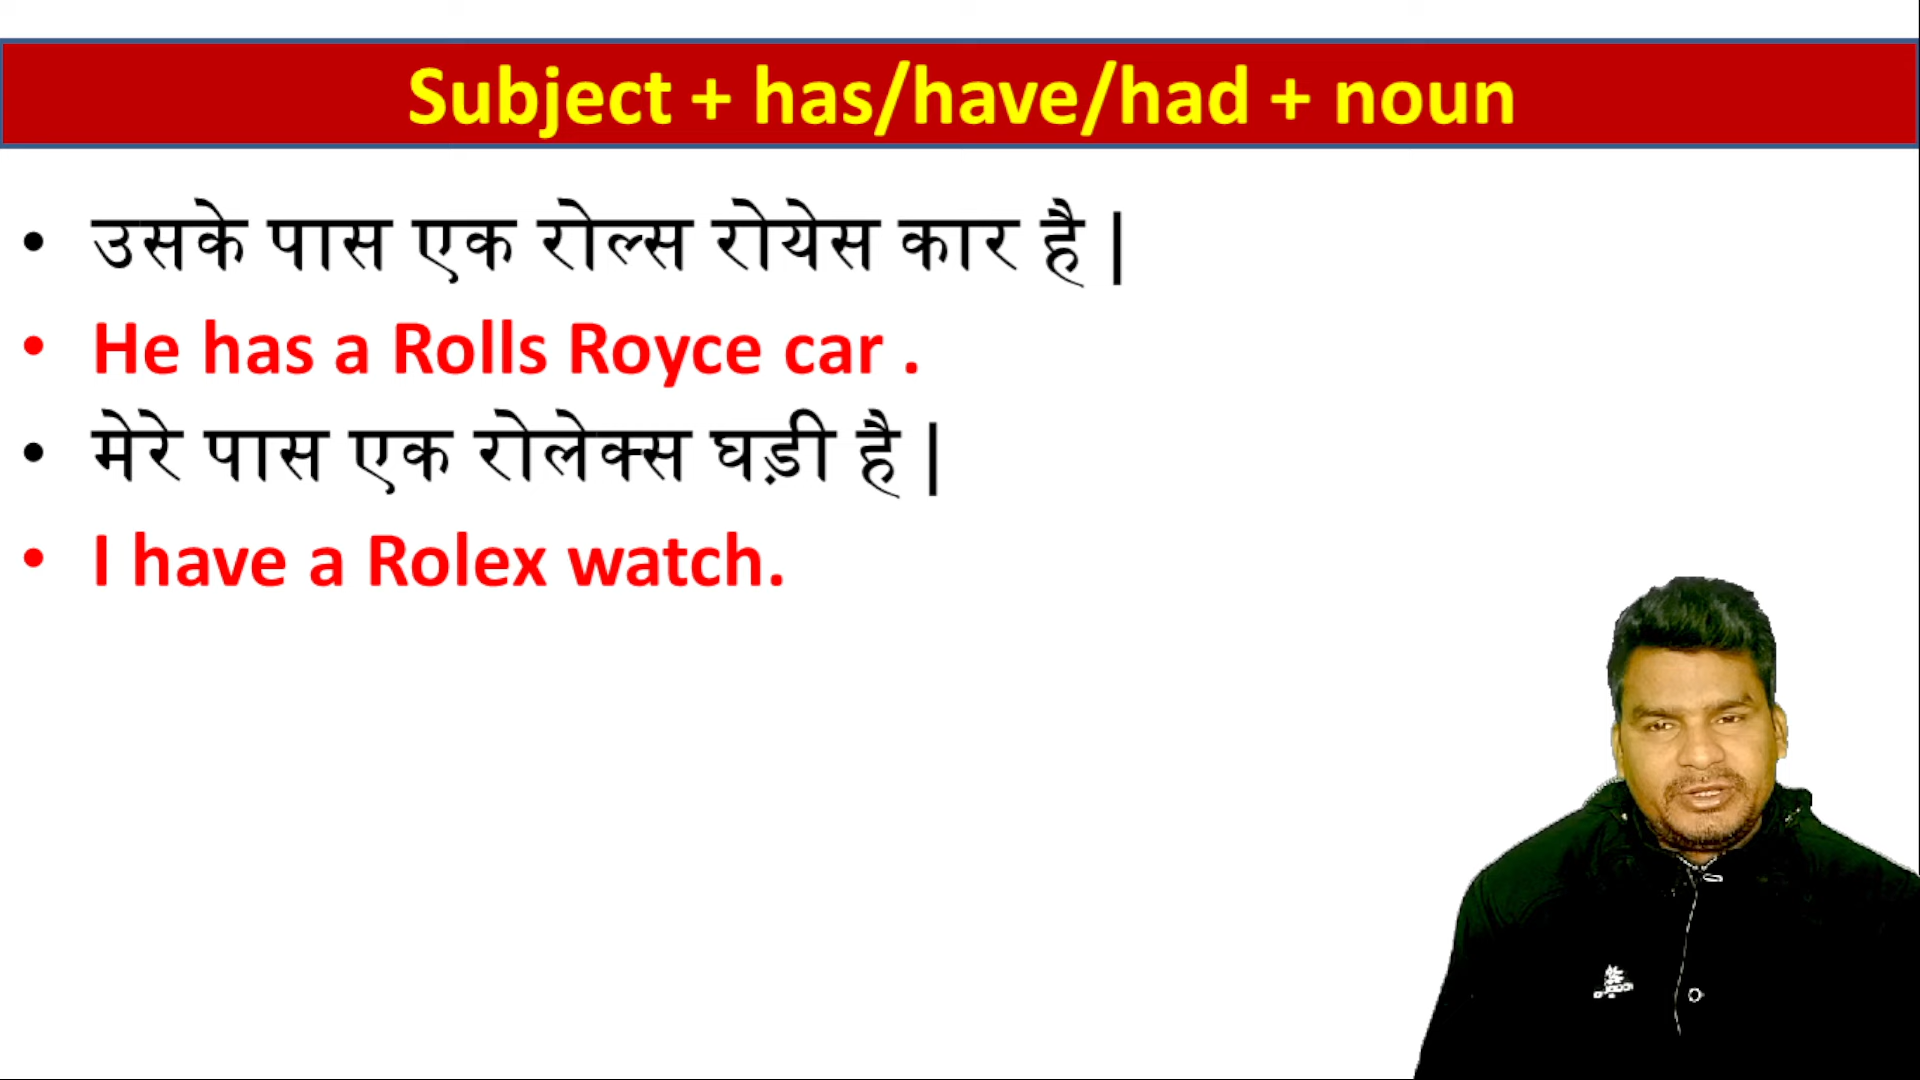 Subject + has/have/had + noun
• उसके पास एक रोल्स रोयेस कार है |
• He has a Rolls Royce car .
• मेरे पास एक रोलेक्स घड़ी है |
• I have a Rolex watch.